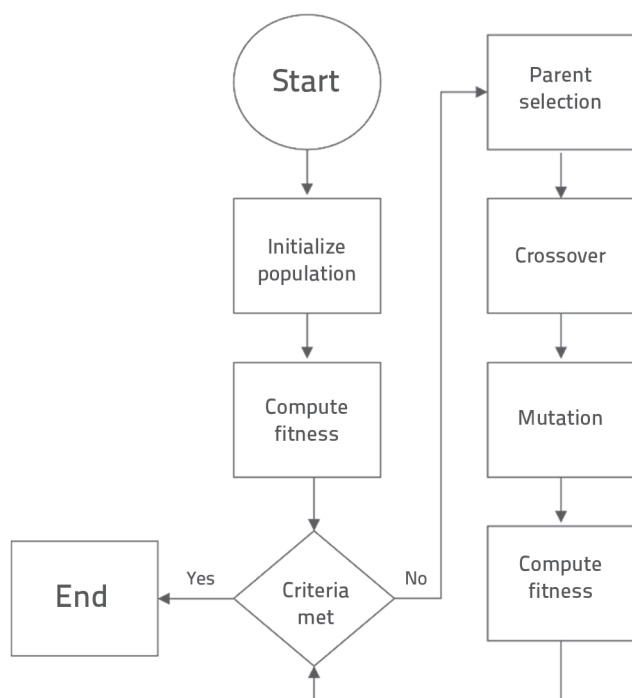 Start
Initialize
population
Compute
fitness
Criteria
met
Yes
End
No
Parent
selection
Crossover
Mutation
Compute
fitness